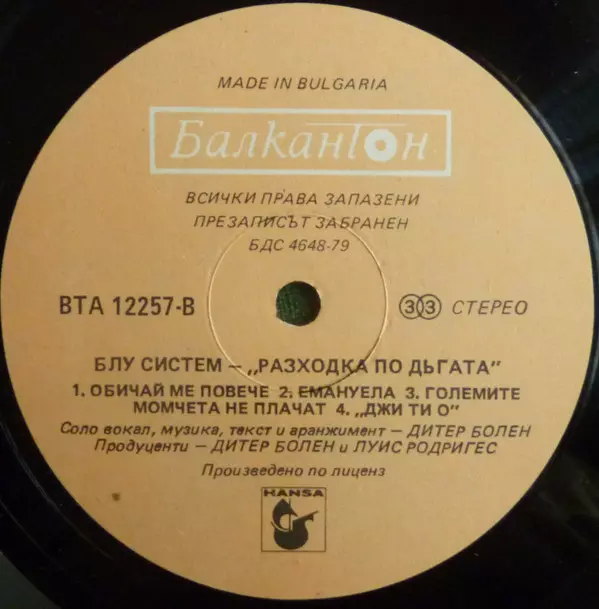 MADE IN BULGARIA
Балкантон
ВСИЧКИ ПРАВА ЗАПАЗЕНИ
ПРЕЗАПИСЪТ ЗАБРАНЕН
БДС 4648-79
ВТА 12257-В
33 СТЕРЕО
БЛУ СИСТЕМ – „РАЗХОДКА ПО ДЪГАТА"
1. ОБИЧАЙ МЕ ПОВЕЧЕ 2. ЕМАНУЕЛА 3. ГОЛЕМИТЕ
МОМЧЕТА НЕ ПЛАЧАТ 4. „ДЖИ ТИ О"
Соло вокал, музика, текст и аранжимент – ДИТЕР БОЛЕН
Продуценти – ДИТЕР БОЛЕН и ЛУИС РОДРИГЕС
Произведено по лиценз
HANSA